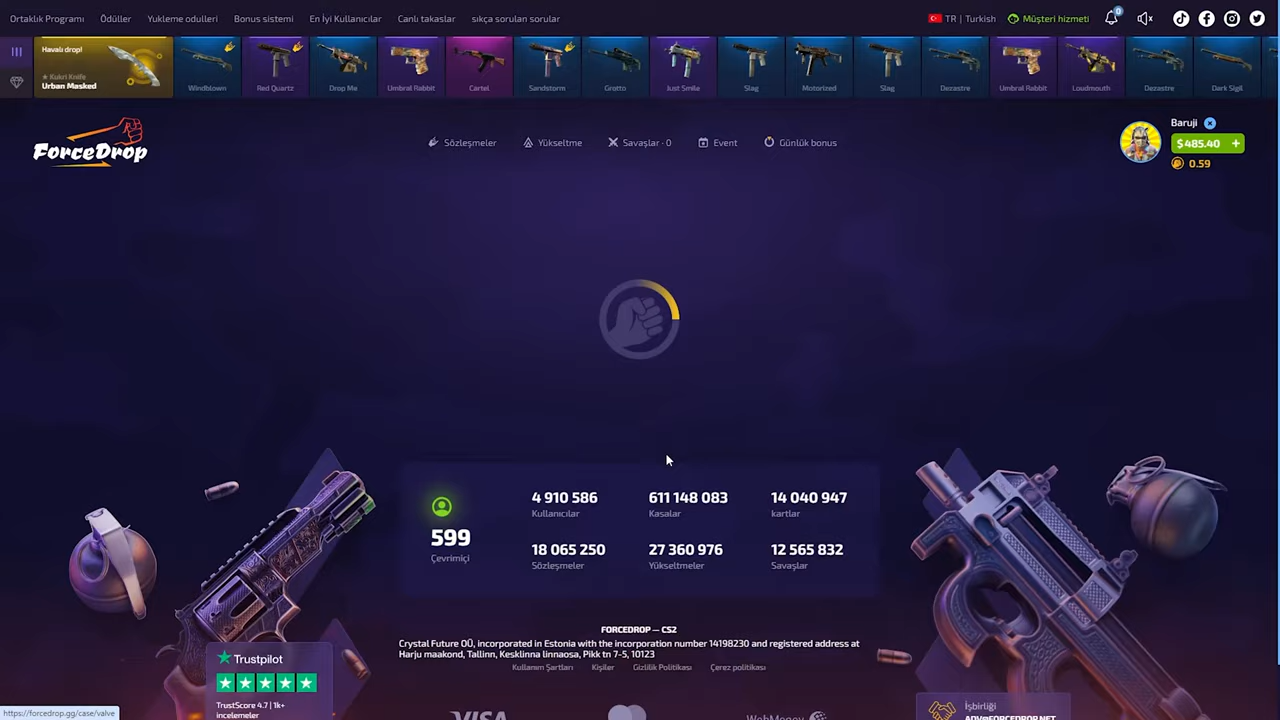 Ortaklık Programı Ödüller Yukleme odulleri Bonus sistemi En İyi Kullanıcılar Canlı takaslar sıkça sorulan sorular TR | Turkish Müşteri hizmeti 0
Havalı drop!
★ Kukri Knife
Urban Masked
Windblown Red Quartz Drop Me Umbral Rabbit Cartel Sandstorm Grotto Just Smile Slag Motorized Slag Dezastre Umbral Rabbit Loudmouth Dezastre Dark Sigil
FORCEDROP
Sözleşmeler Yükseltme Savaşlar · 0 Event Günlük bonus
Baruji
$485.40 +
0.59
599
Çevrimiçi
4 910 586 611 148 083 14 040 947
Kullanıcılar Kasalar kartlar
18 065 250 27 360 976 12 565 832
Sözleşmeler Yükseltmeler Savaşlar
FORCEDROP — CS2
Crystal Future OÜ, incorporated in Estonia with the incorporation number 14198230 and registered address at
Harju maakond, Tallinn, Kesklinna linnaosa, Pikk tn 7-5, 10123
Kullanım Şartları Kişiler Gizlilik Politikası Çerez politikası
Trustpilot
TrustScore 4.7 | 1k+
incelemeler
VISA
WebMoney
İşbirliği
ADV@FORCEDROP.NET
https://forcedrop.gg/case/valve